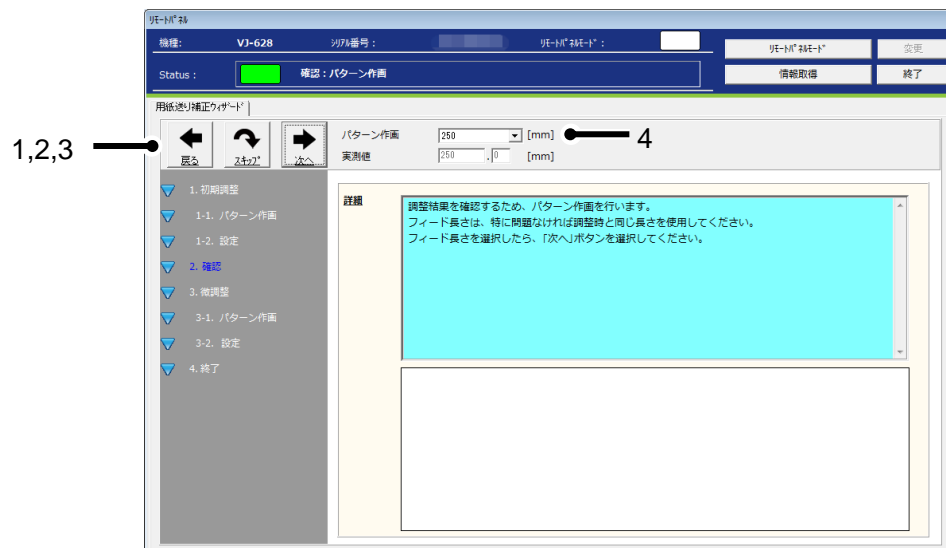 ﾘﾓｰﾄﾊﾟﾈﾙ
機種: VJ-628 ｼﾘｱﾙ番号: ﾘﾓｰﾄﾊﾟﾈﾙﾓｰﾄﾞ: ﾘﾓｰﾄﾊﾟﾈﾙﾓｰﾄﾞ 変更
Status: 確認:パターン作画 情報取得 終了
用紙送り補正ｳｨｻﾞｰﾄﾞ
1,2,3
戻る ｽｷｯﾌﾟ 次へ
パターン作画 250 [mm] 4
実測値 250 . 0 [mm]
1. 初期調整
1-1. パターン作画
1-2. 設定
2. 確認
3. 微調整
3-1. パターン作画
3-2. 設定
4. 終了
詳細
調整結果を確認するため、パターン作画を行います。
フィード長さは、特に問題なければ調整時と同じ長さを使用してください。
フィード長さを選択したら、「次へ」ボタンを選択してください。